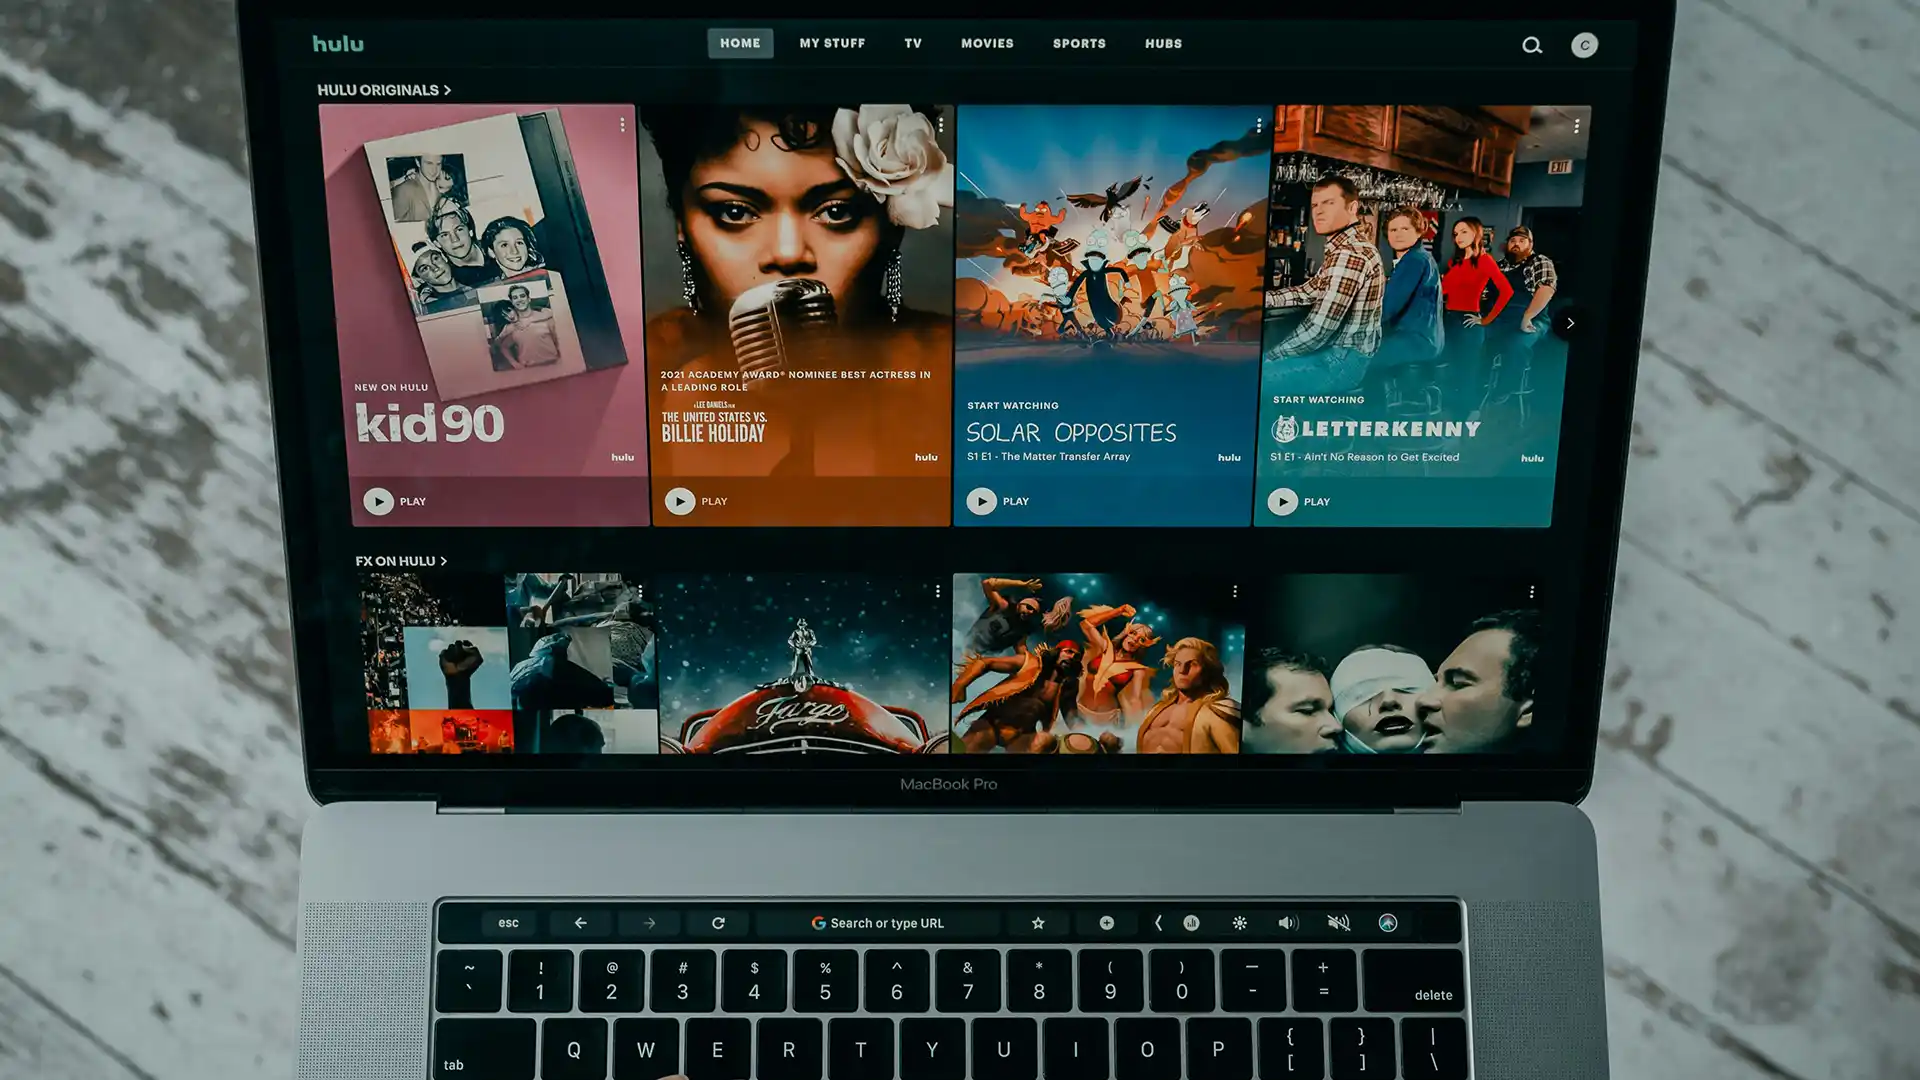 hulu
HOME MY STUFF TV MOVIES SPORTS HUBS
C
HULU ORIGINALS >
NEW ON HULU
kid 90
hulu
PLAY
2021 ACADEMY AWARD® NOMINEE BEST ACTRESS IN
A LEADING ROLE
A LEE DANIELS FILM
THE UNITED STATES VS.
BILLIE HOLIDAY
hulu
PLAY
START WATCHING
SOLAR OPPOSITES
S1 E1 - The Matter Transfer Array
hulu
PLAY
EXIT
START WATCHING
LETTERKENNY
S1 E1 - Ain't No Reason to Get Excited
hulu
PLAY
FX ON HULU >
Fargo
MacBook Pro
esc
Search or type URL
~ ! @ # $ % ^ & * ( ) — +
` 1 2 3 4 5 6 7 8 9 0 - = delete
tab Q W E R T Y U I O P { } |
[ ] \